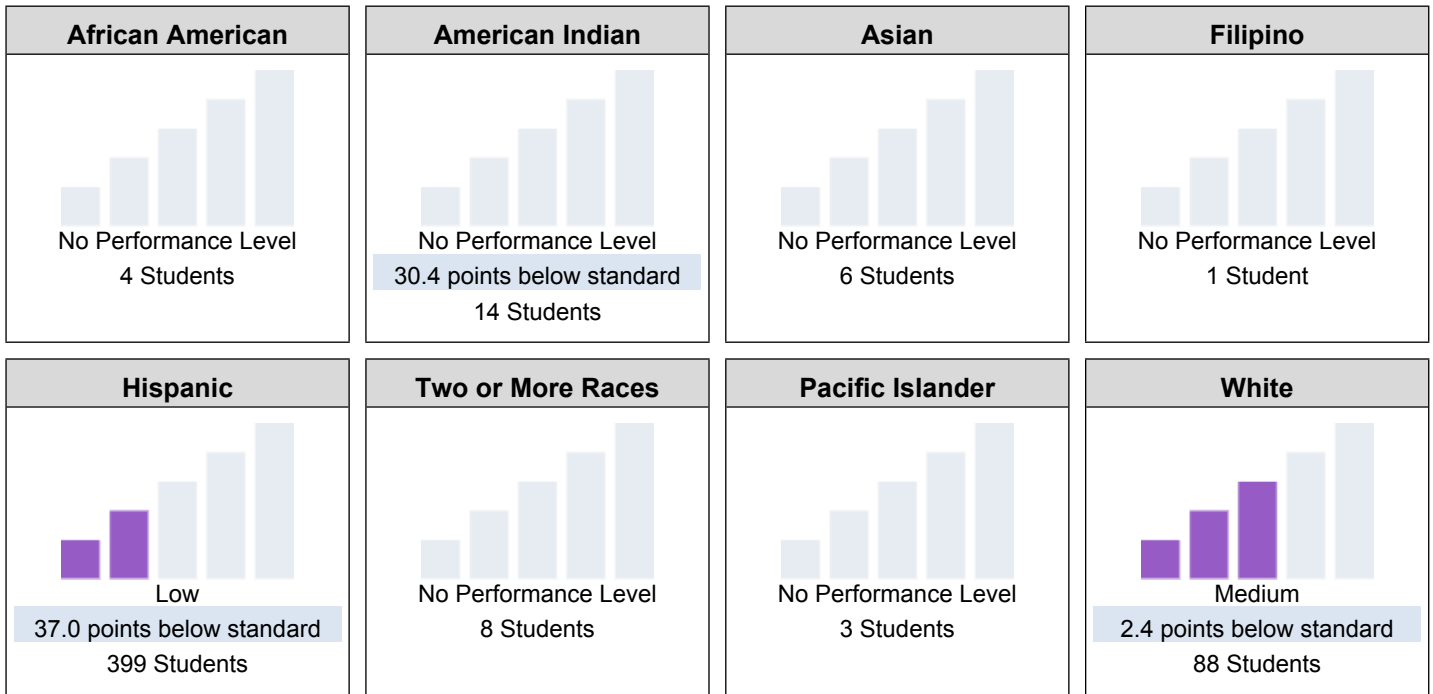 African American
No Performance Level
4 Students
American Indian
No Performance Level
30.4 points below standard
14 Students
Asian
No Performance Level
6 Students
Filipino
No Performance Level
1 Student
Hispanic
Low
37.0 points below standard
399 Students
Two or More Races
No Performance Level
8 Students
Pacific Islander
No Performance Level
3 Students
White
Medium
2.4 points below standard
88 Students